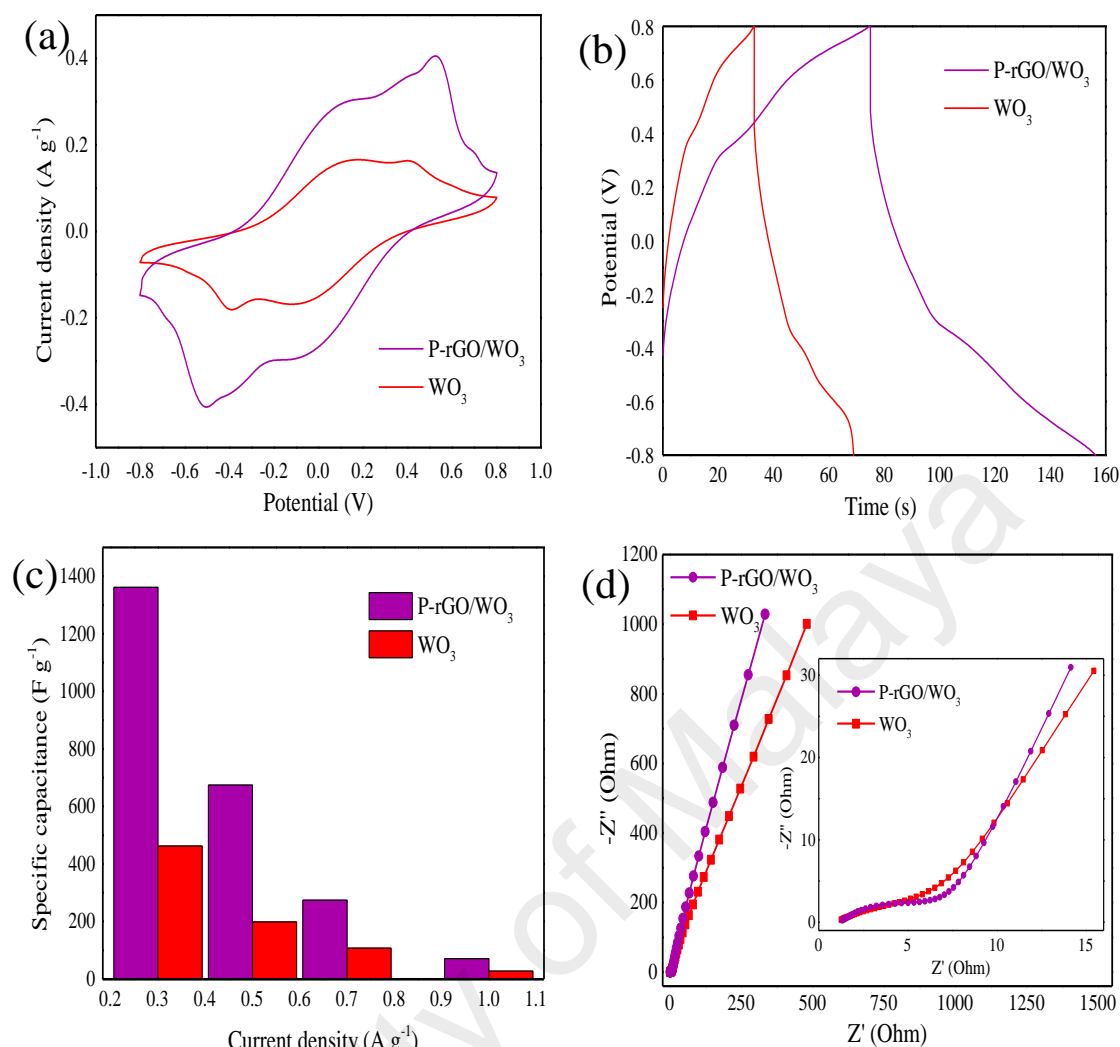 (a)
Current density (A g⁻¹)
0.4
0.2
0.0
-0.2
-0.4
P-rGO/WO₃
WO₃
-1.0 -0.8 -0.6 -0.4 -0.2 0.0 0.2 0.4 0.6 0.8 1.0
Potential (V)
(b)
Potential (V)
0.8
0.6
0.4
0.2
0.0
-0.2
-0.4
-0.6
-0.8
P-rGO/WO₃
WO₃
0 20 40 60 80 100 120 140 160
Time (s)
(c)
Specific capacitance (F g⁻¹)
1400
1200
1000
800
600
400
200
0
P-rGO/WO₃
WO₃
0.2 0.3 0.4 0.5 0.6 0.7 0.8 0.9 1.0 1.1
Current density (A g⁻¹)
(d)
-Z'' (Ohm)
1200
1000
800
600
400
200
0
P-rGO/WO₃
WO₃
0 250 500 750 1000 1250 1500
Z' (Ohm)
-Z'' (Ohm)
30
20
10
0
P-rGO/WO₃
WO₃
0 5 10 15
Z' (Ohm)
of Malaya